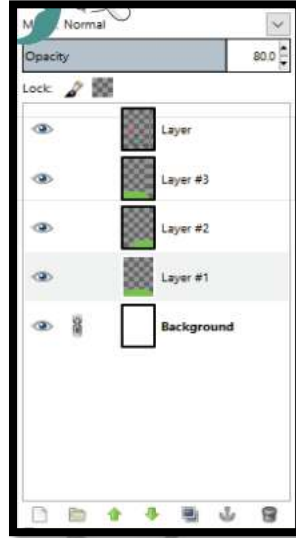 Normal
Opacity 80.0
Lock:
Layer
Layer #3
Layer #2
Layer #1
Background